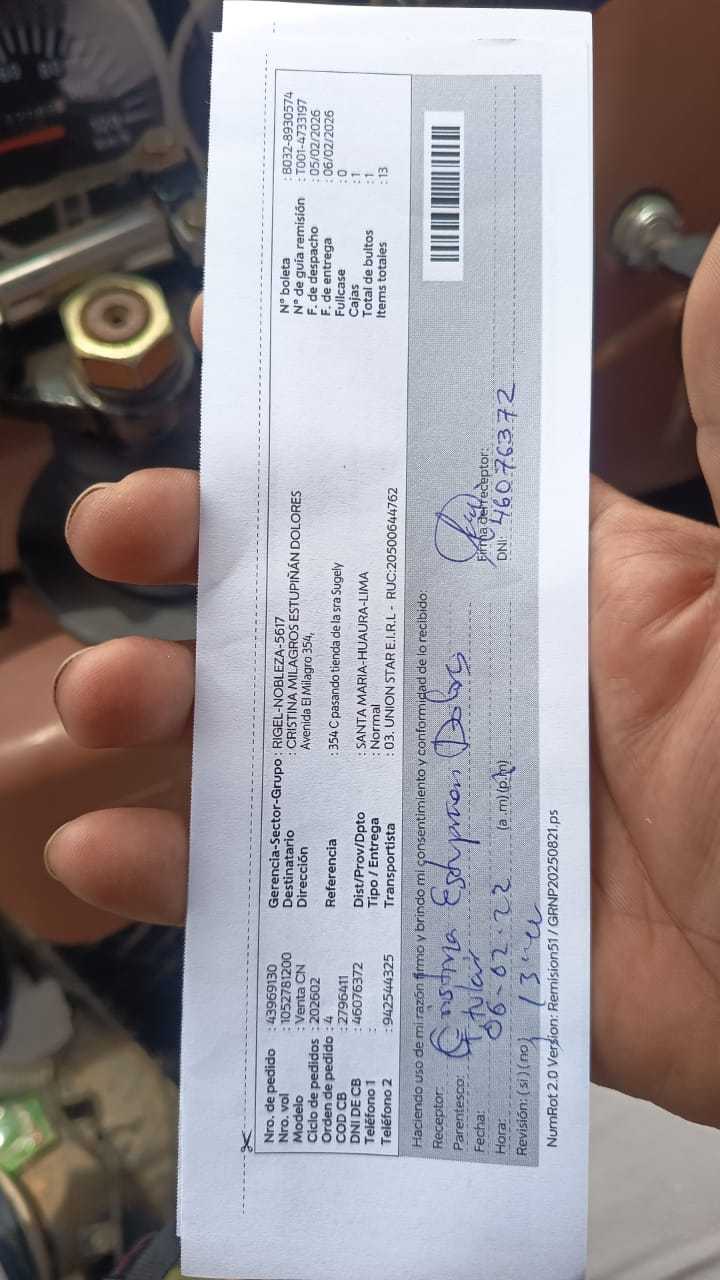 Nro. de pedido : 43969130
Nro. vol : 1052781200
Modelo : Venta CN
Ciclo de pedidos : 202602
Orden de pedido : 4
COD CB : 2796411
DNI DE CB : 46076372
Teléfono 1 :
Teléfono 2 : 942544325
Gerencia-Sector-Grupo : RIGEL-NOBLEZA-5617
Destinatario : CRISTINA MILAGROS ESTUPIÑÁN DOLORES
Dirección Avenida El Milagro 354,
Referencia : 354 C pasando tienda de la sra Sugely
Dist/Prov/Dpto : SANTA MARIA-HUAURA-LIMA
Tipo / Entrega : Normal
Transportista : 03. UNION STAR E.I.R.L - RUC:20500644762
N° boleta : B032-8930574
N° de guía remisión : T001-4733197
F. de despacho : 05/02/2026
F. de entrega : 06/02/2026
Fullcase : 0
Cajas : 1
Total de bultos : 1
Items totales : 13
Haciendo uso de mi razón firmo y brindo mi consentimiento y conformidad de lo recibido:
Receptor: Cristina Estupman Dolores
Parentesco: titular
Fecha: 06-02-22
Hora: (a.m)(p.m)
Revisión: (si) (no)
Firma del receptor:
DNI: 46076372
NumRot 2.0 Version: Remision51 / GRNP20250821.ps